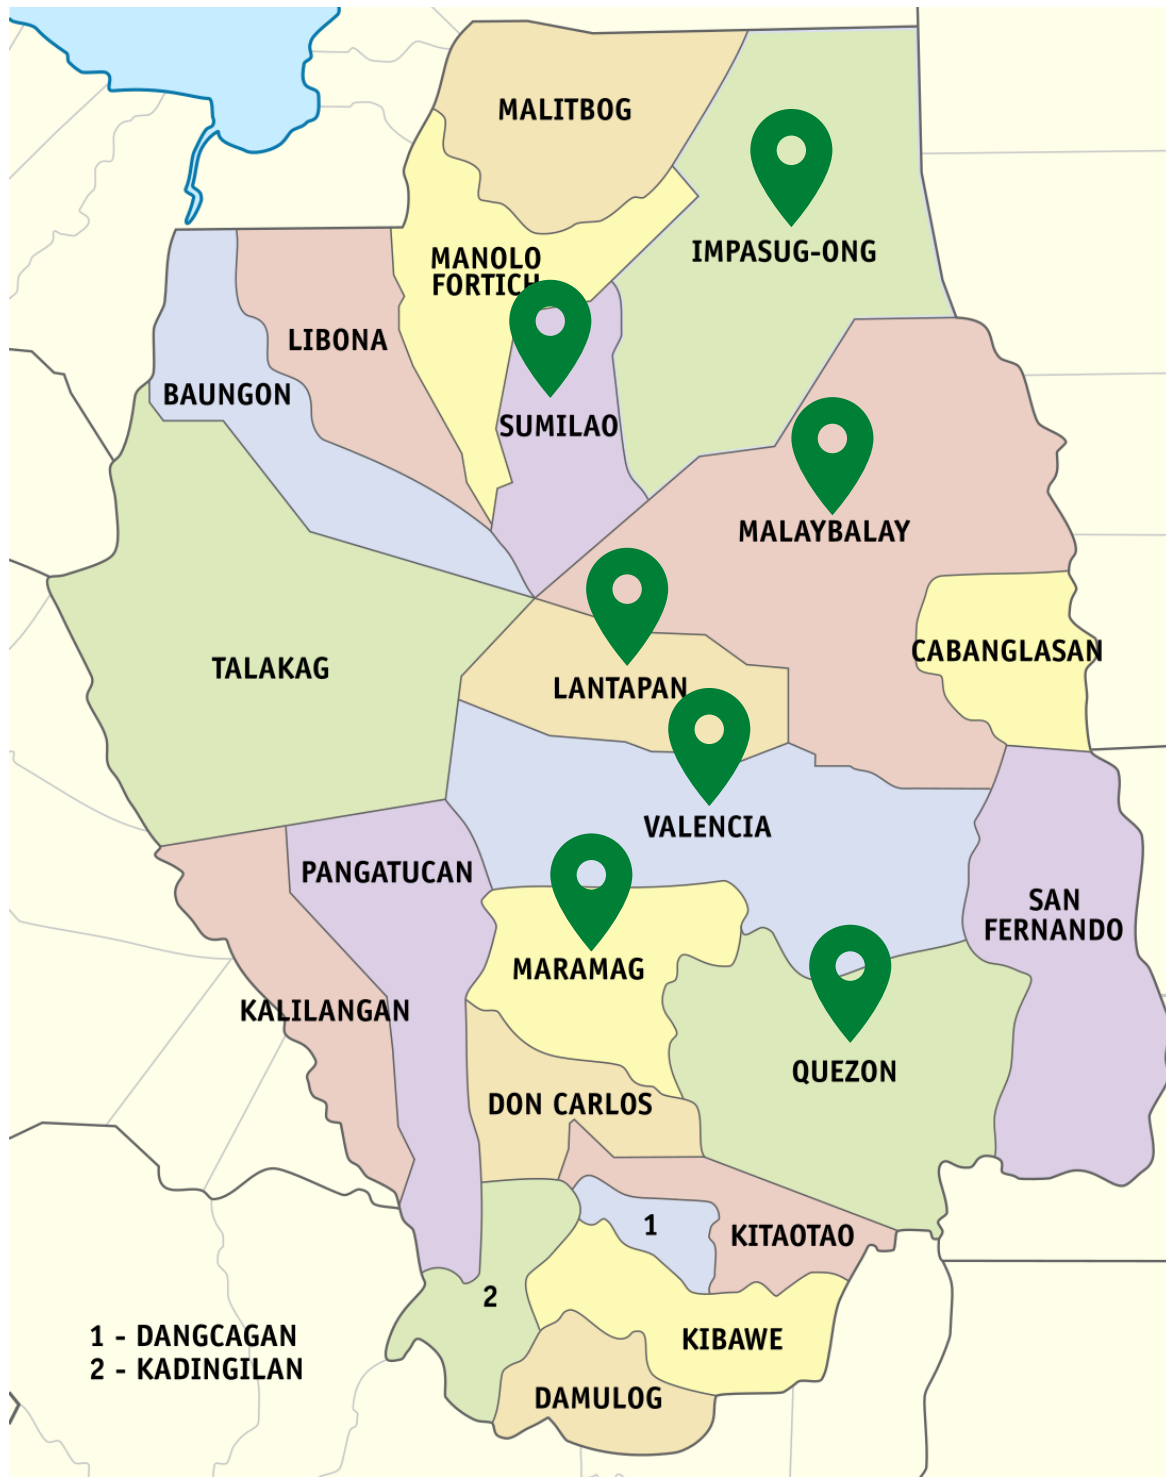 MALITBOG
IMPASUG-ONG
MANOLO
FORTICH
LIBONA
BAUNGON
SUMILAO
MALAYBALAY
CABANGLASAN
TALAKAG
LANTAPAN
VALENCIA
PANGATUCAN
SAN
FERNANDO
MARAMAG
KALILANGAN
QUEZON
DON CARLOS
1
KITAOTAO
2
KIBAWE
1 - DANGCAGAN
2 - KADINGILAN
DAMULOG